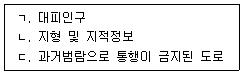 ㄱ. 대피인구
ㄴ. 지형 및 지적정보
ㄷ. 과거범람으로 통행이 금지된 도로